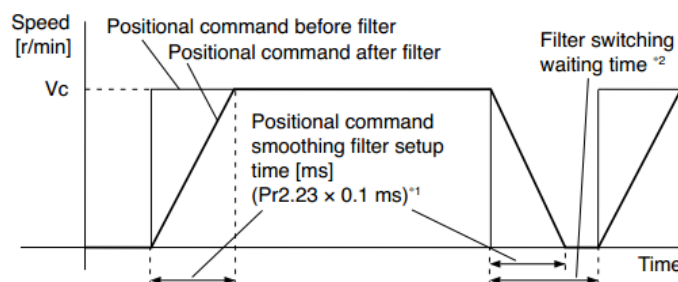 Speed
[r/min]
Positional command before filter
Positional command after filter
Filter switching
waiting time *2
Vc
Positional command
smoothing filter setup
time [ms]
(Pr2.23 × 0.1 ms)*1
Time